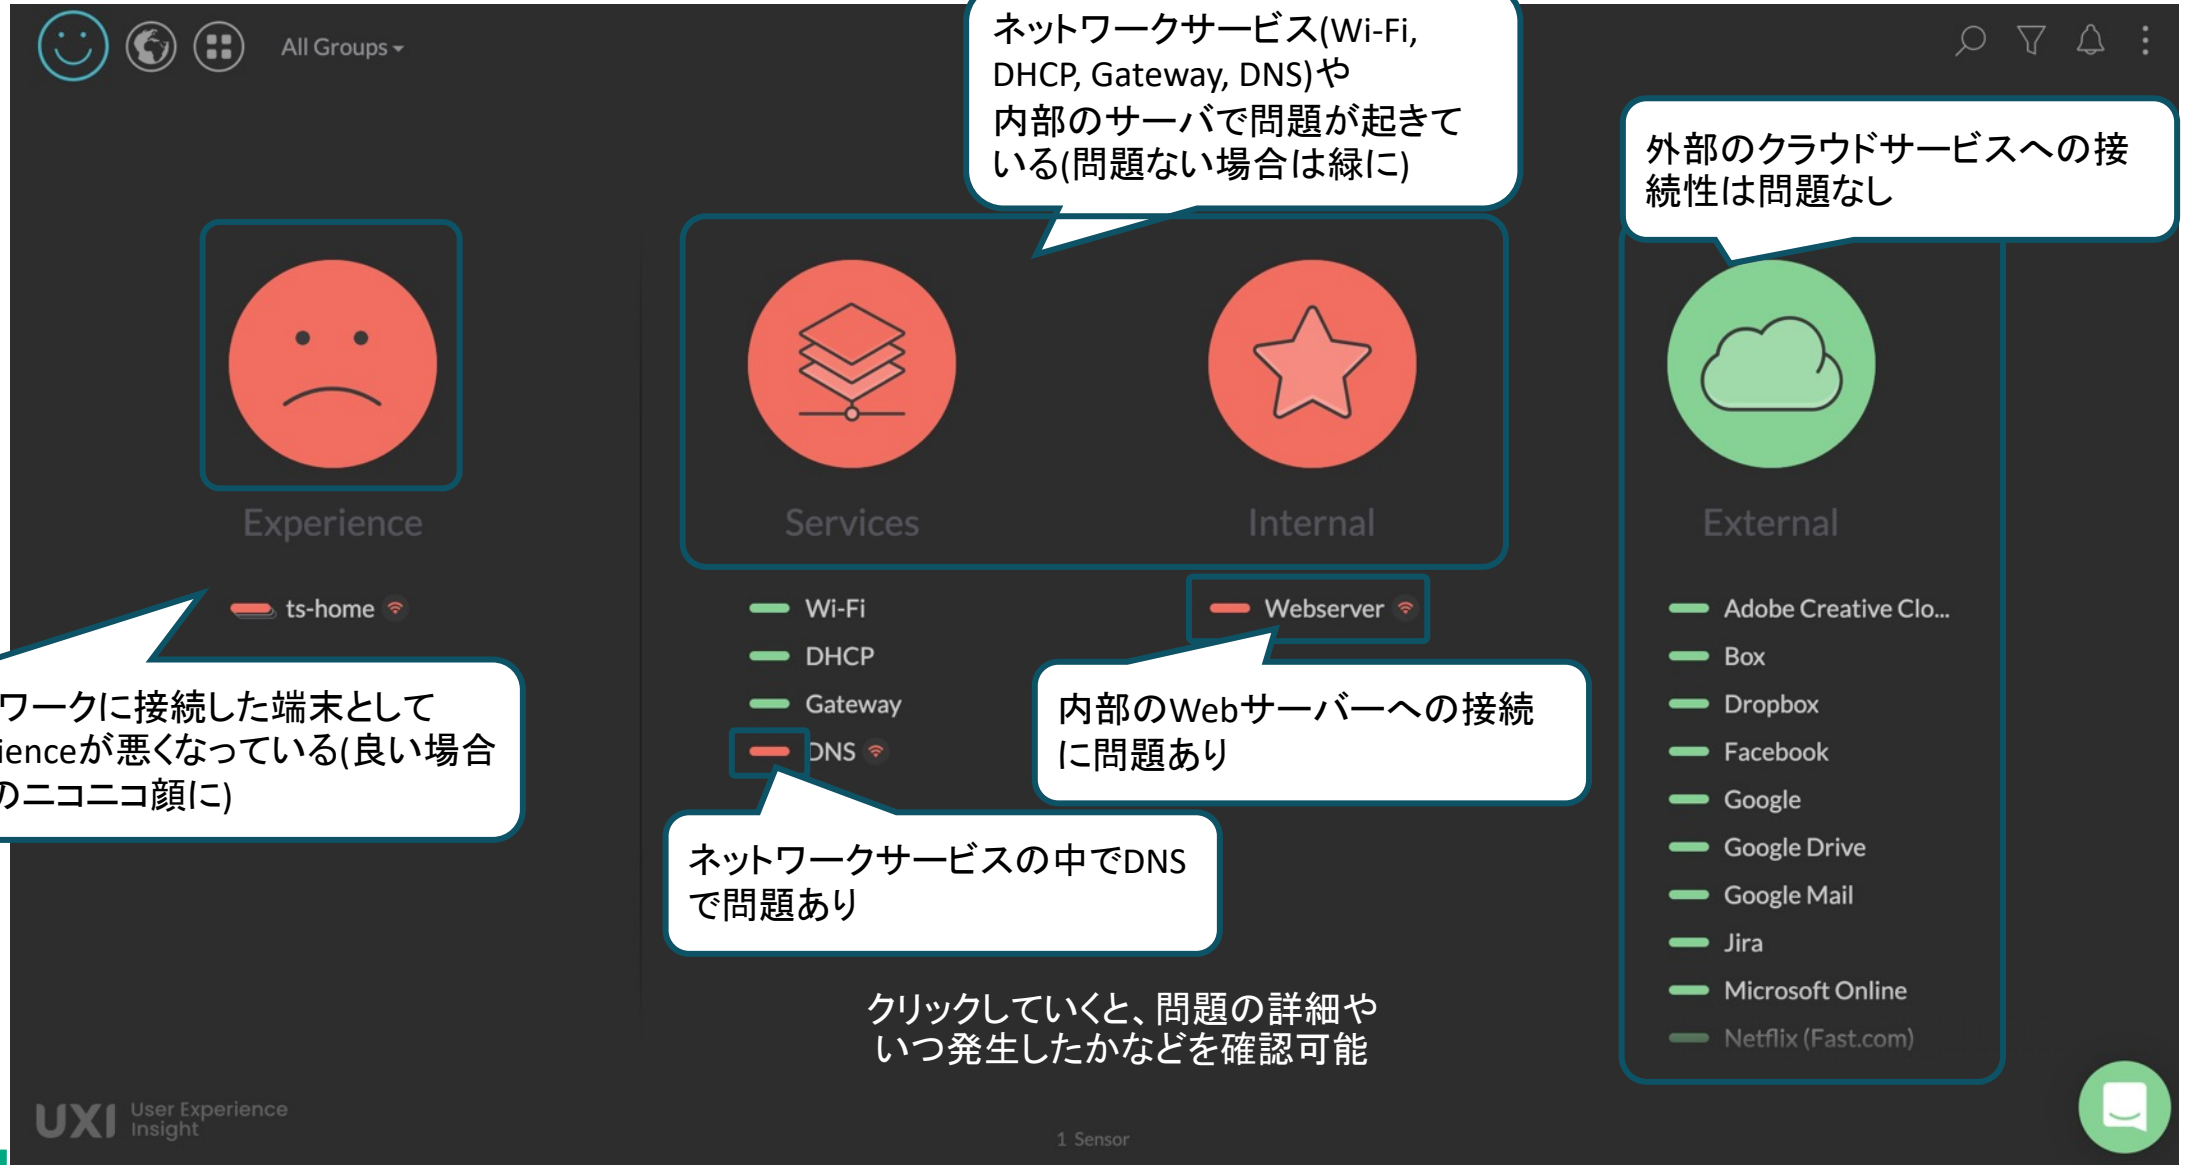 All Groups
ネットワークサービス(Wi-Fi,
DHCP, Gateway, DNS)や
内部のサーバで問題が起きて
いる(問題ない場合は緑に)
外部のクラウドサービスへの接
続性は問題なし
Experience
Services
Internal
External
ts-home
Wi-Fi
DHCP
Gateway
DNS
Webserver
Adobe Creative Clo...
Box
Dropbox
Facebook
Google
Google Drive
Google Mail
Jira
Microsoft Online
Netflix (Fast.com)
ワークに接続した端末として
ienceが悪くなっている(良い場合
のニコニコ顔に)
内部のWebサーバーへの接続
に問題あり
ネットワークサービスの中でDNS
で問題あり
クリックしていくと、問題の詳細や
いつ発生したかなどを確認可能
UXI User Experience
Insight
1 Sensor